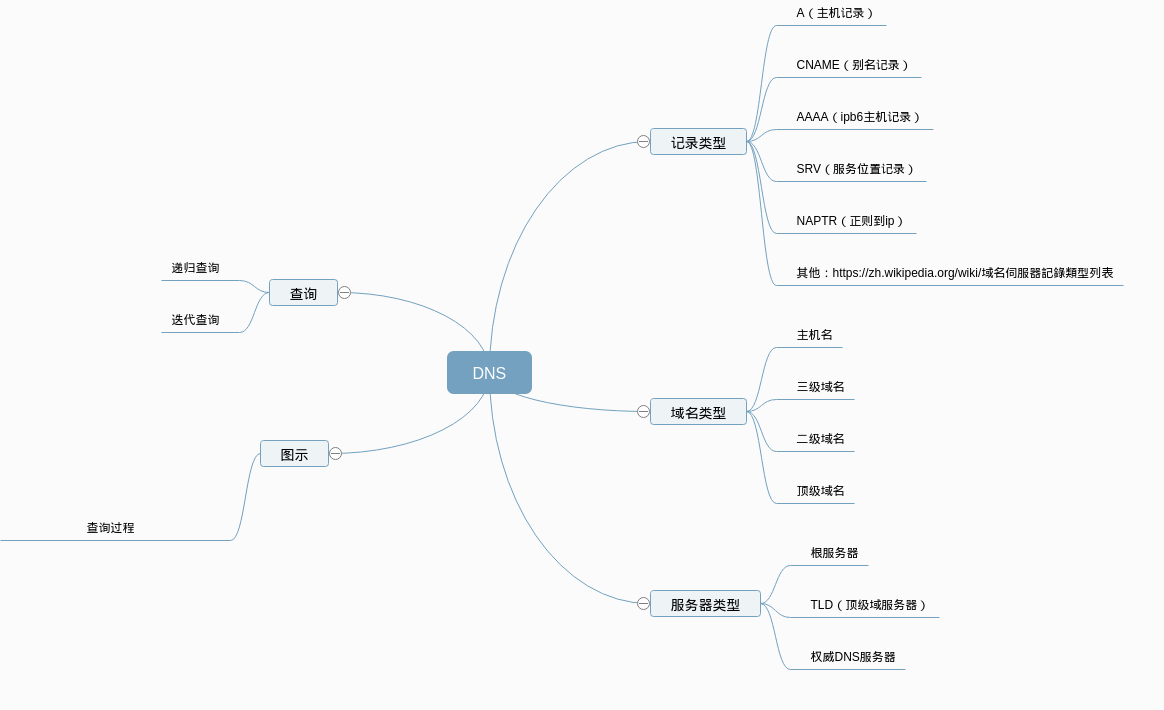 DNS
记录类型
A（主机记录）
CNAME（别名记录）
AAAA（ipb6主机记录）
SRV（服务位置记录）
NAPTR（正则到ip）
其他：https://zh.wikipedia.org/wiki/域名伺服器記錄類型列表
域名类型
主机名
三级域名
二级域名
顶级域名
服务器类型
根服务器
TLD（顶级域服务器）
权威DNS服务器
查询
递归查询
迭代查询
图示
查询过程